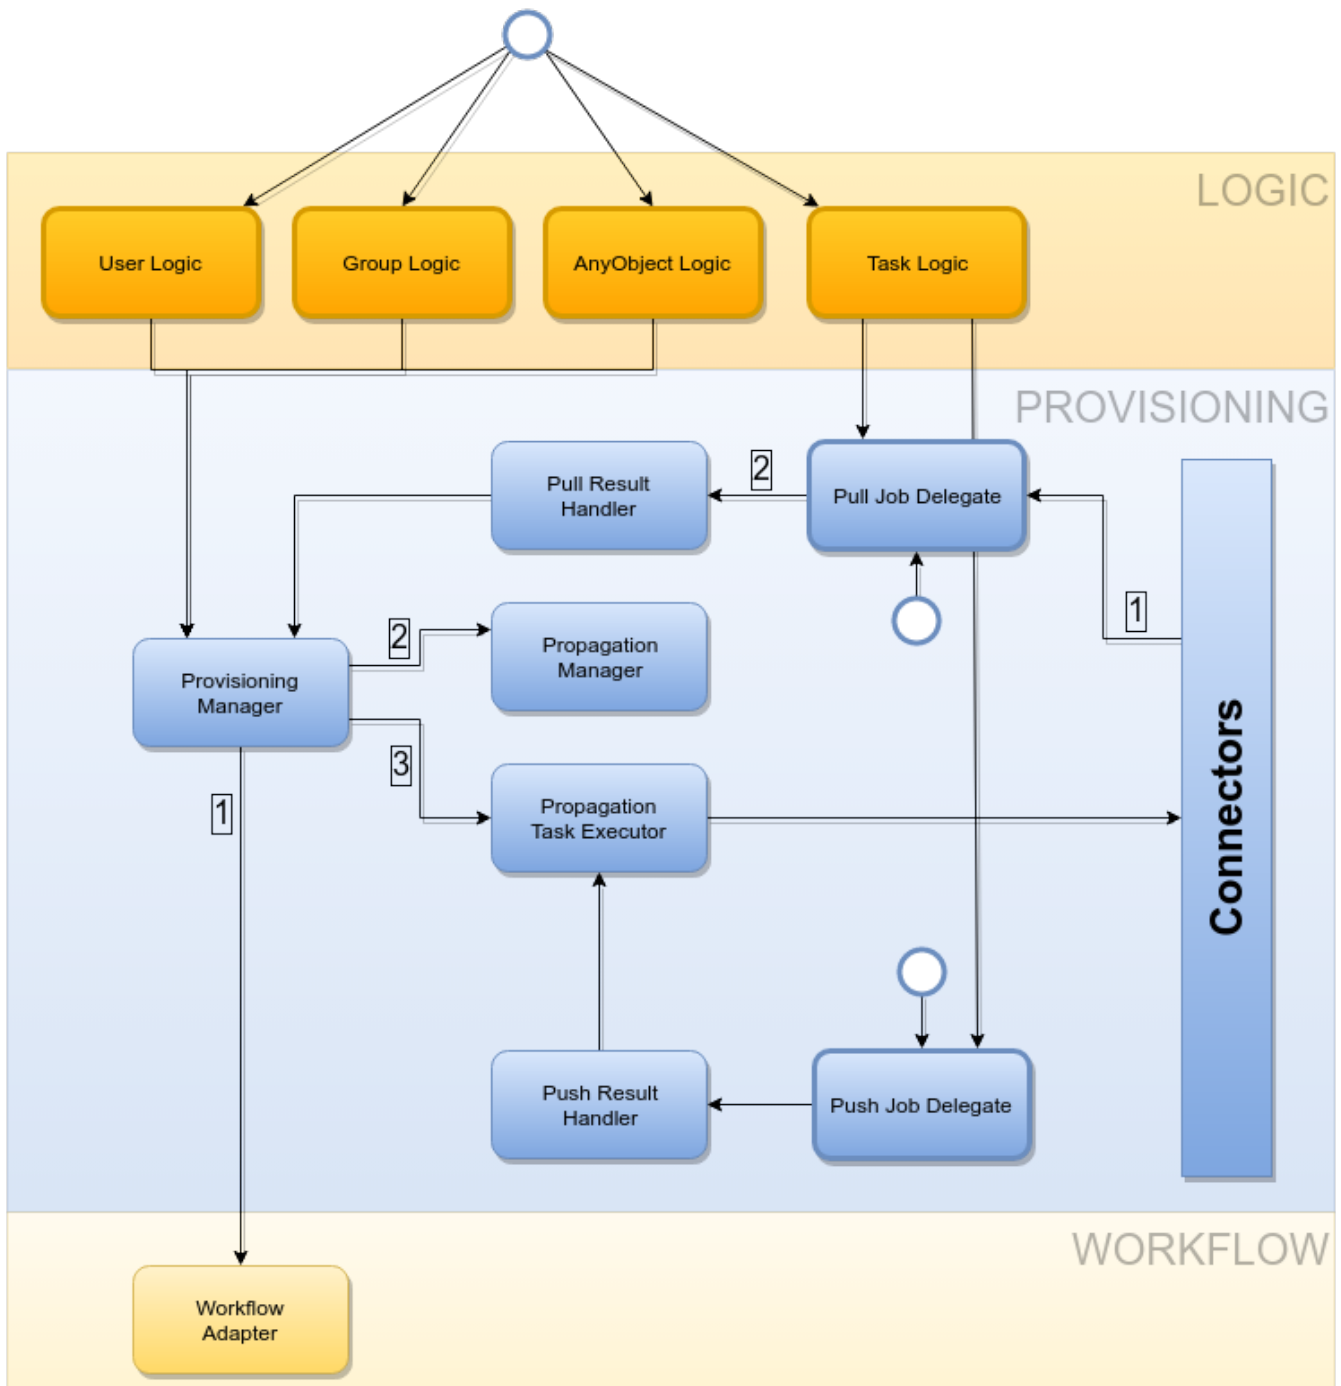 LOGIC
User Logic
Group Logic
AnyObject Logic
Task Logic
PROVISIONING
Pull Result
Handler
2
Pull Job Delegate
1
2
Propagation
Manager
Provisioning
Manager
3
Propagation
Task Executor
1
Connectors
Push Result
Handler
Push Job Delegate
WORKFLOW
Workflow
Adapter